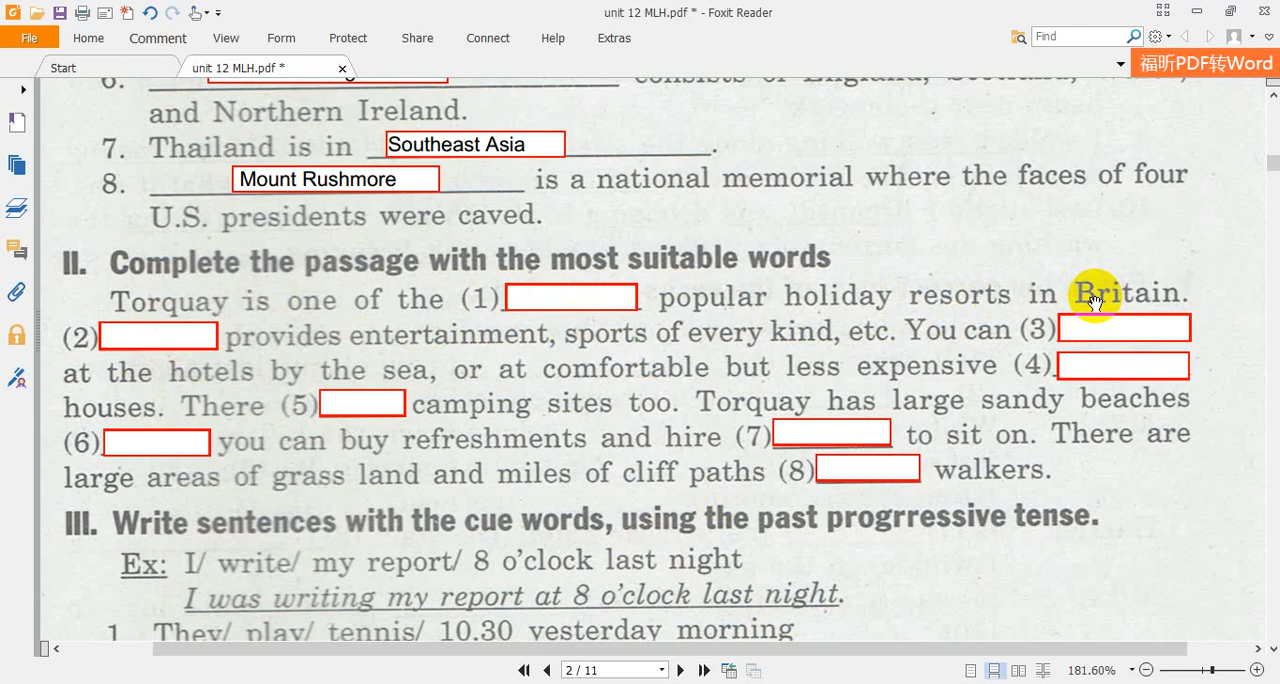 unit 12 MLH.pdf * - Foxit Reader
File Home Comment View Form Protect Share Connect Help Extras
Find
福昕PDF转Word
Start unit 12 MLH.pdf *
6. consists of England, Scotland,
and Northern Ireland.
7. Thailand is in Southeast Asia.
8. Mount Rushmore is a national memorial where the faces of four
U.S. presidents were caved.
II. Complete the passage with the most suitable words
Torquay is one of the (1) popular holiday resorts in Britain.
(2) provides entertainment, sports of every kind, etc. You can (3)
at the hotels by the sea, or at comfortable but less expensive (4)
houses. There (5) camping sites too. Torquay has large sandy beaches
(6) you can buy refreshments and hire (7) to sit on. There are
large areas of grass land and miles of cliff paths (8) walkers.
III. Write sentences with the cue words, using the past progrressive tense.
Ex: I/ write/ my report/ 8 o'clock last night
I was writing my report at 8 o'clock last night.
1. They/ play/ tennis/ 10.30 yesterday morning
2 / 11
181.60%